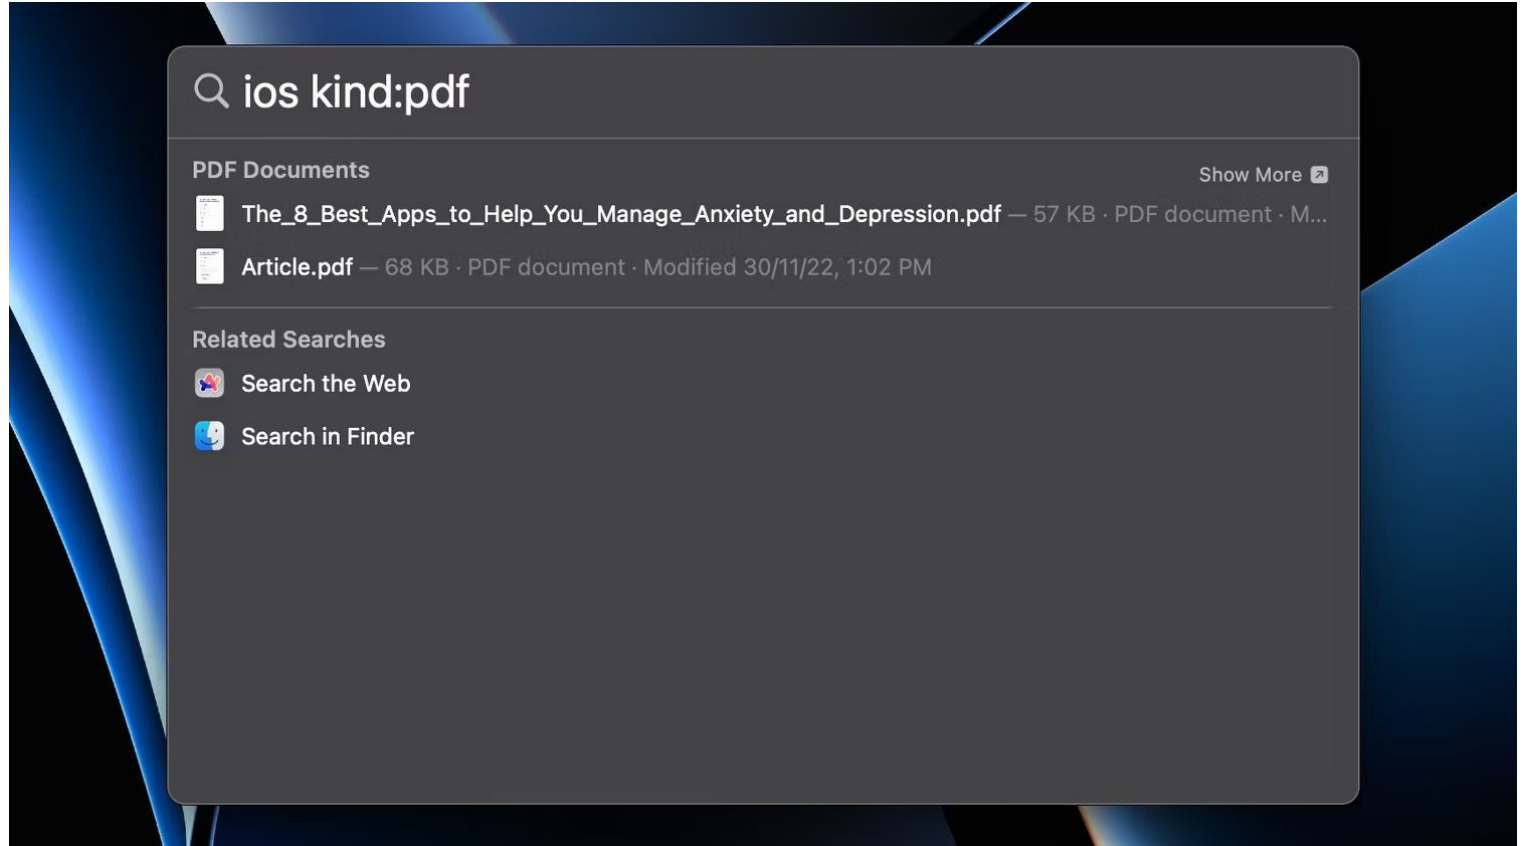 ios kind:pdf
PDF Documents
Show More
The_8_Best_Apps_to_Help_You_Manage_Anxiety_and_Depression.pdf — 57 KB · PDF document · M...
Article.pdf — 68 KB · PDF document · Modified 30/11/22, 1:02 PM
Related Searches
Search the Web
Search in Finder